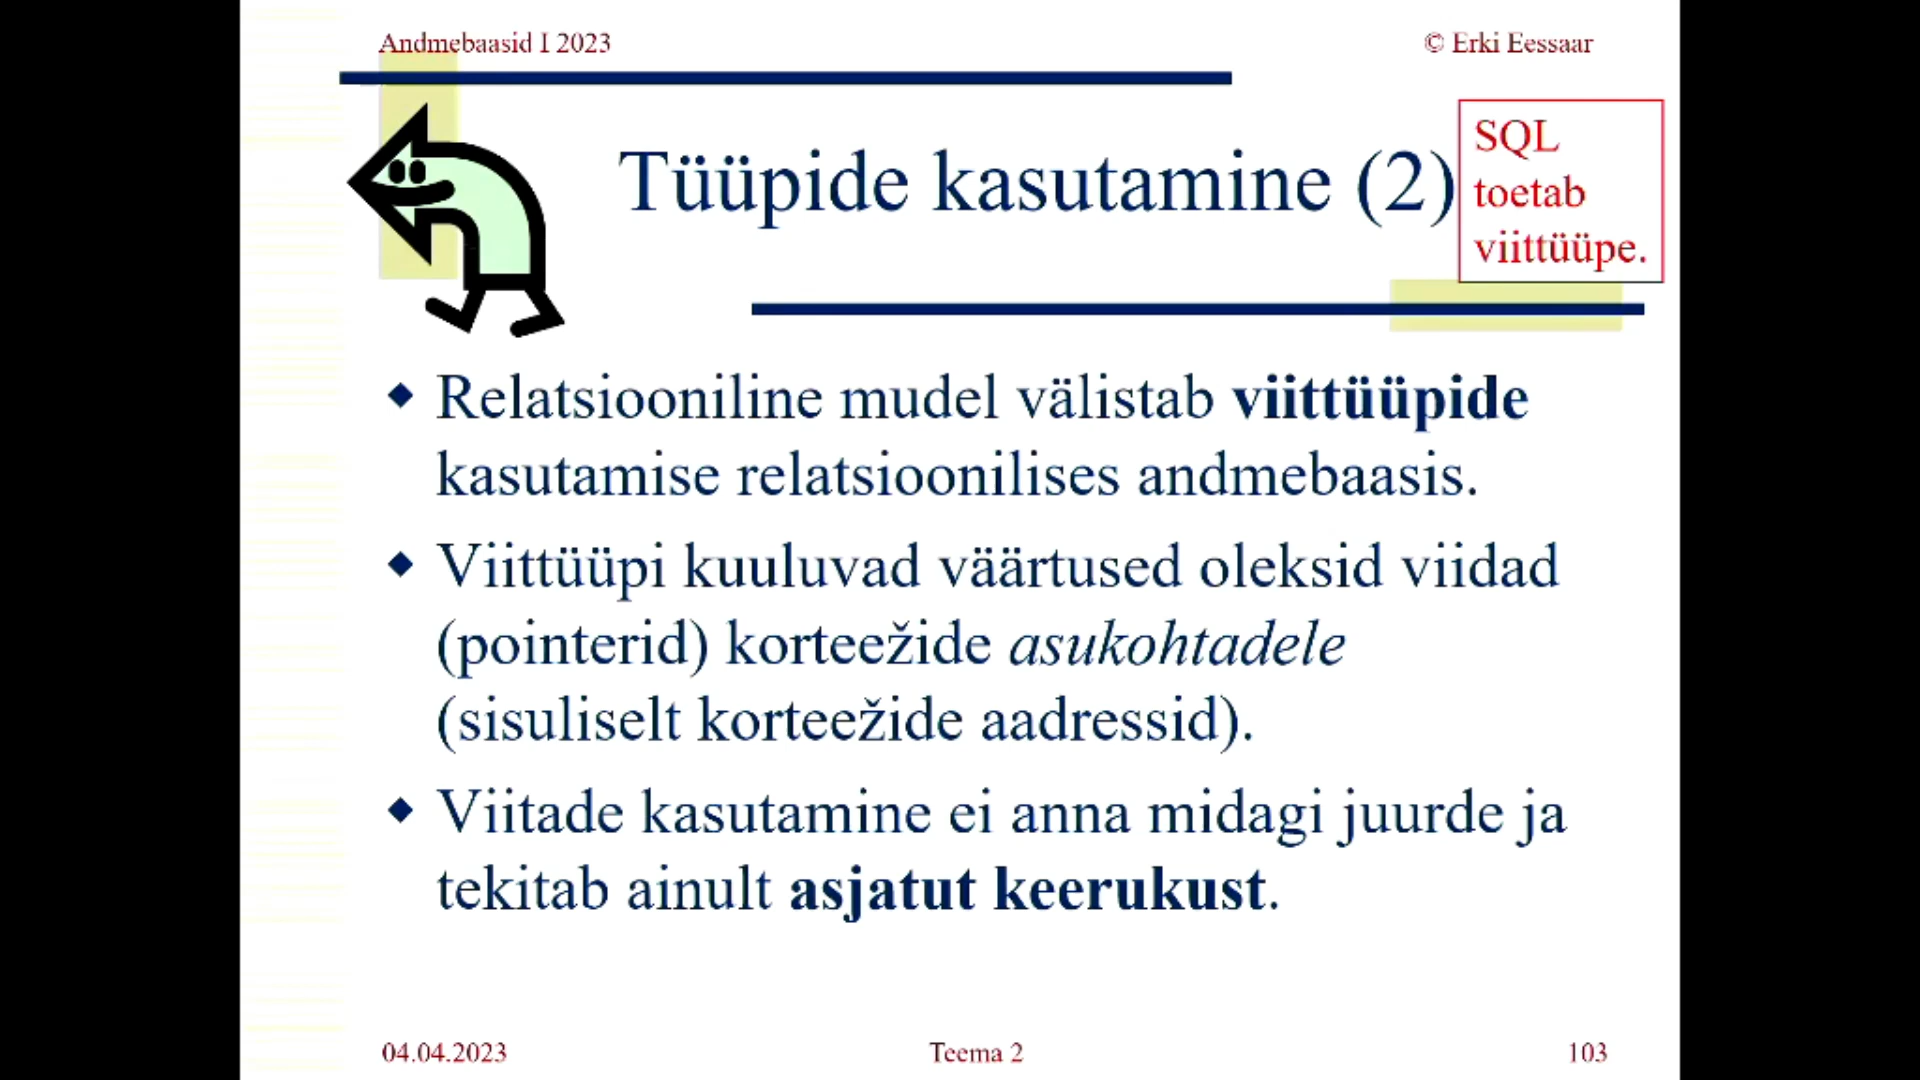 Andmebaasid I 2023
© Erki Eessaar
Tüüpide kasutamine (2)
SQL
toetab
viittüüpe.
Relatsiooniline mudel välistab viittüüpide
kasutamise relatsioonilises andmebaasis.
Viittüüpi kuuluvad väärtused oleksid viidad
(pointerid) korteežide asukohtadele
(sisuliselt korteežide aadressid).
Viitade kasutamine ei anna midagi juurde ja
tekitab ainult asjatut keerukust.
04.04.2023
Teema 2
103